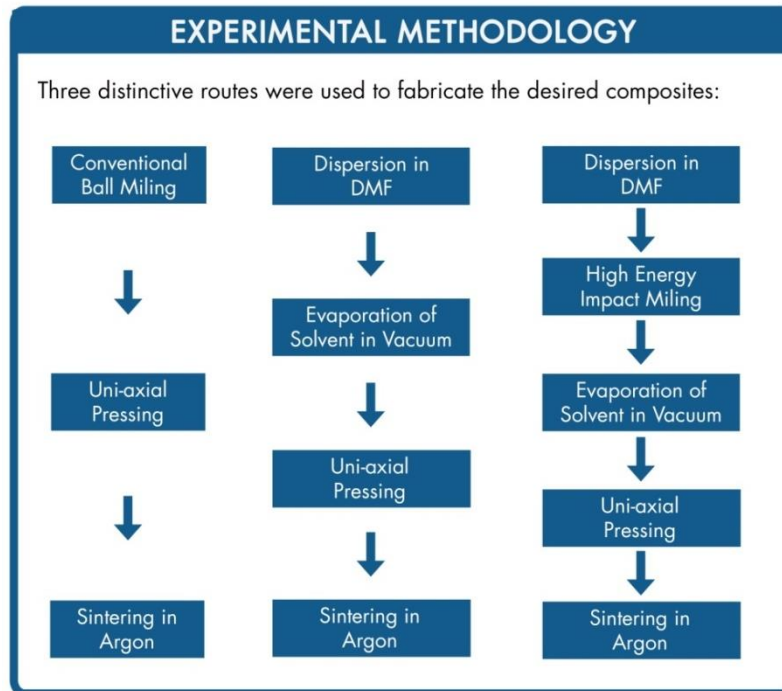 EXPERIMENTAL METHODOLOGY
Three distinctive routes were used to fabricate the desired composites:
Conventional
Ball Miling
Uni-axial
Pressing
Sintering in
Argon
Dispersion in
DMF
Evaporation of
Solvent in Vacuum
Uni-axial
Pressing
Sintering in
Argon
Dispersion in
DMF
High Energy
Impact Miling
Evaporation of
Solvent in Vacuum
Uni-axial
Pressing
Sintering in
Argon